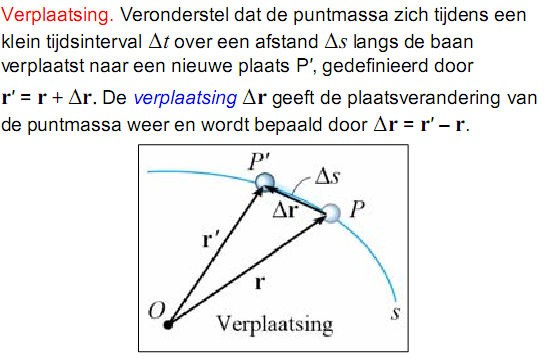 Verplaatsing. Veronderstel dat de puntmassa zich tijdens een
klein tijdsinterval Δt over een afstand Δs langs de baan
verplaatst naar een nieuwe plaats P′, gedefinieerd door
r′ = r + Δr. De verplaatsing Δr geeft de plaatsverandering van
de puntmassa weer en wordt bepaald door Δr = r′ – r.
P′
Δs
Δr
P
r′
r
O
s
Verplaatsing